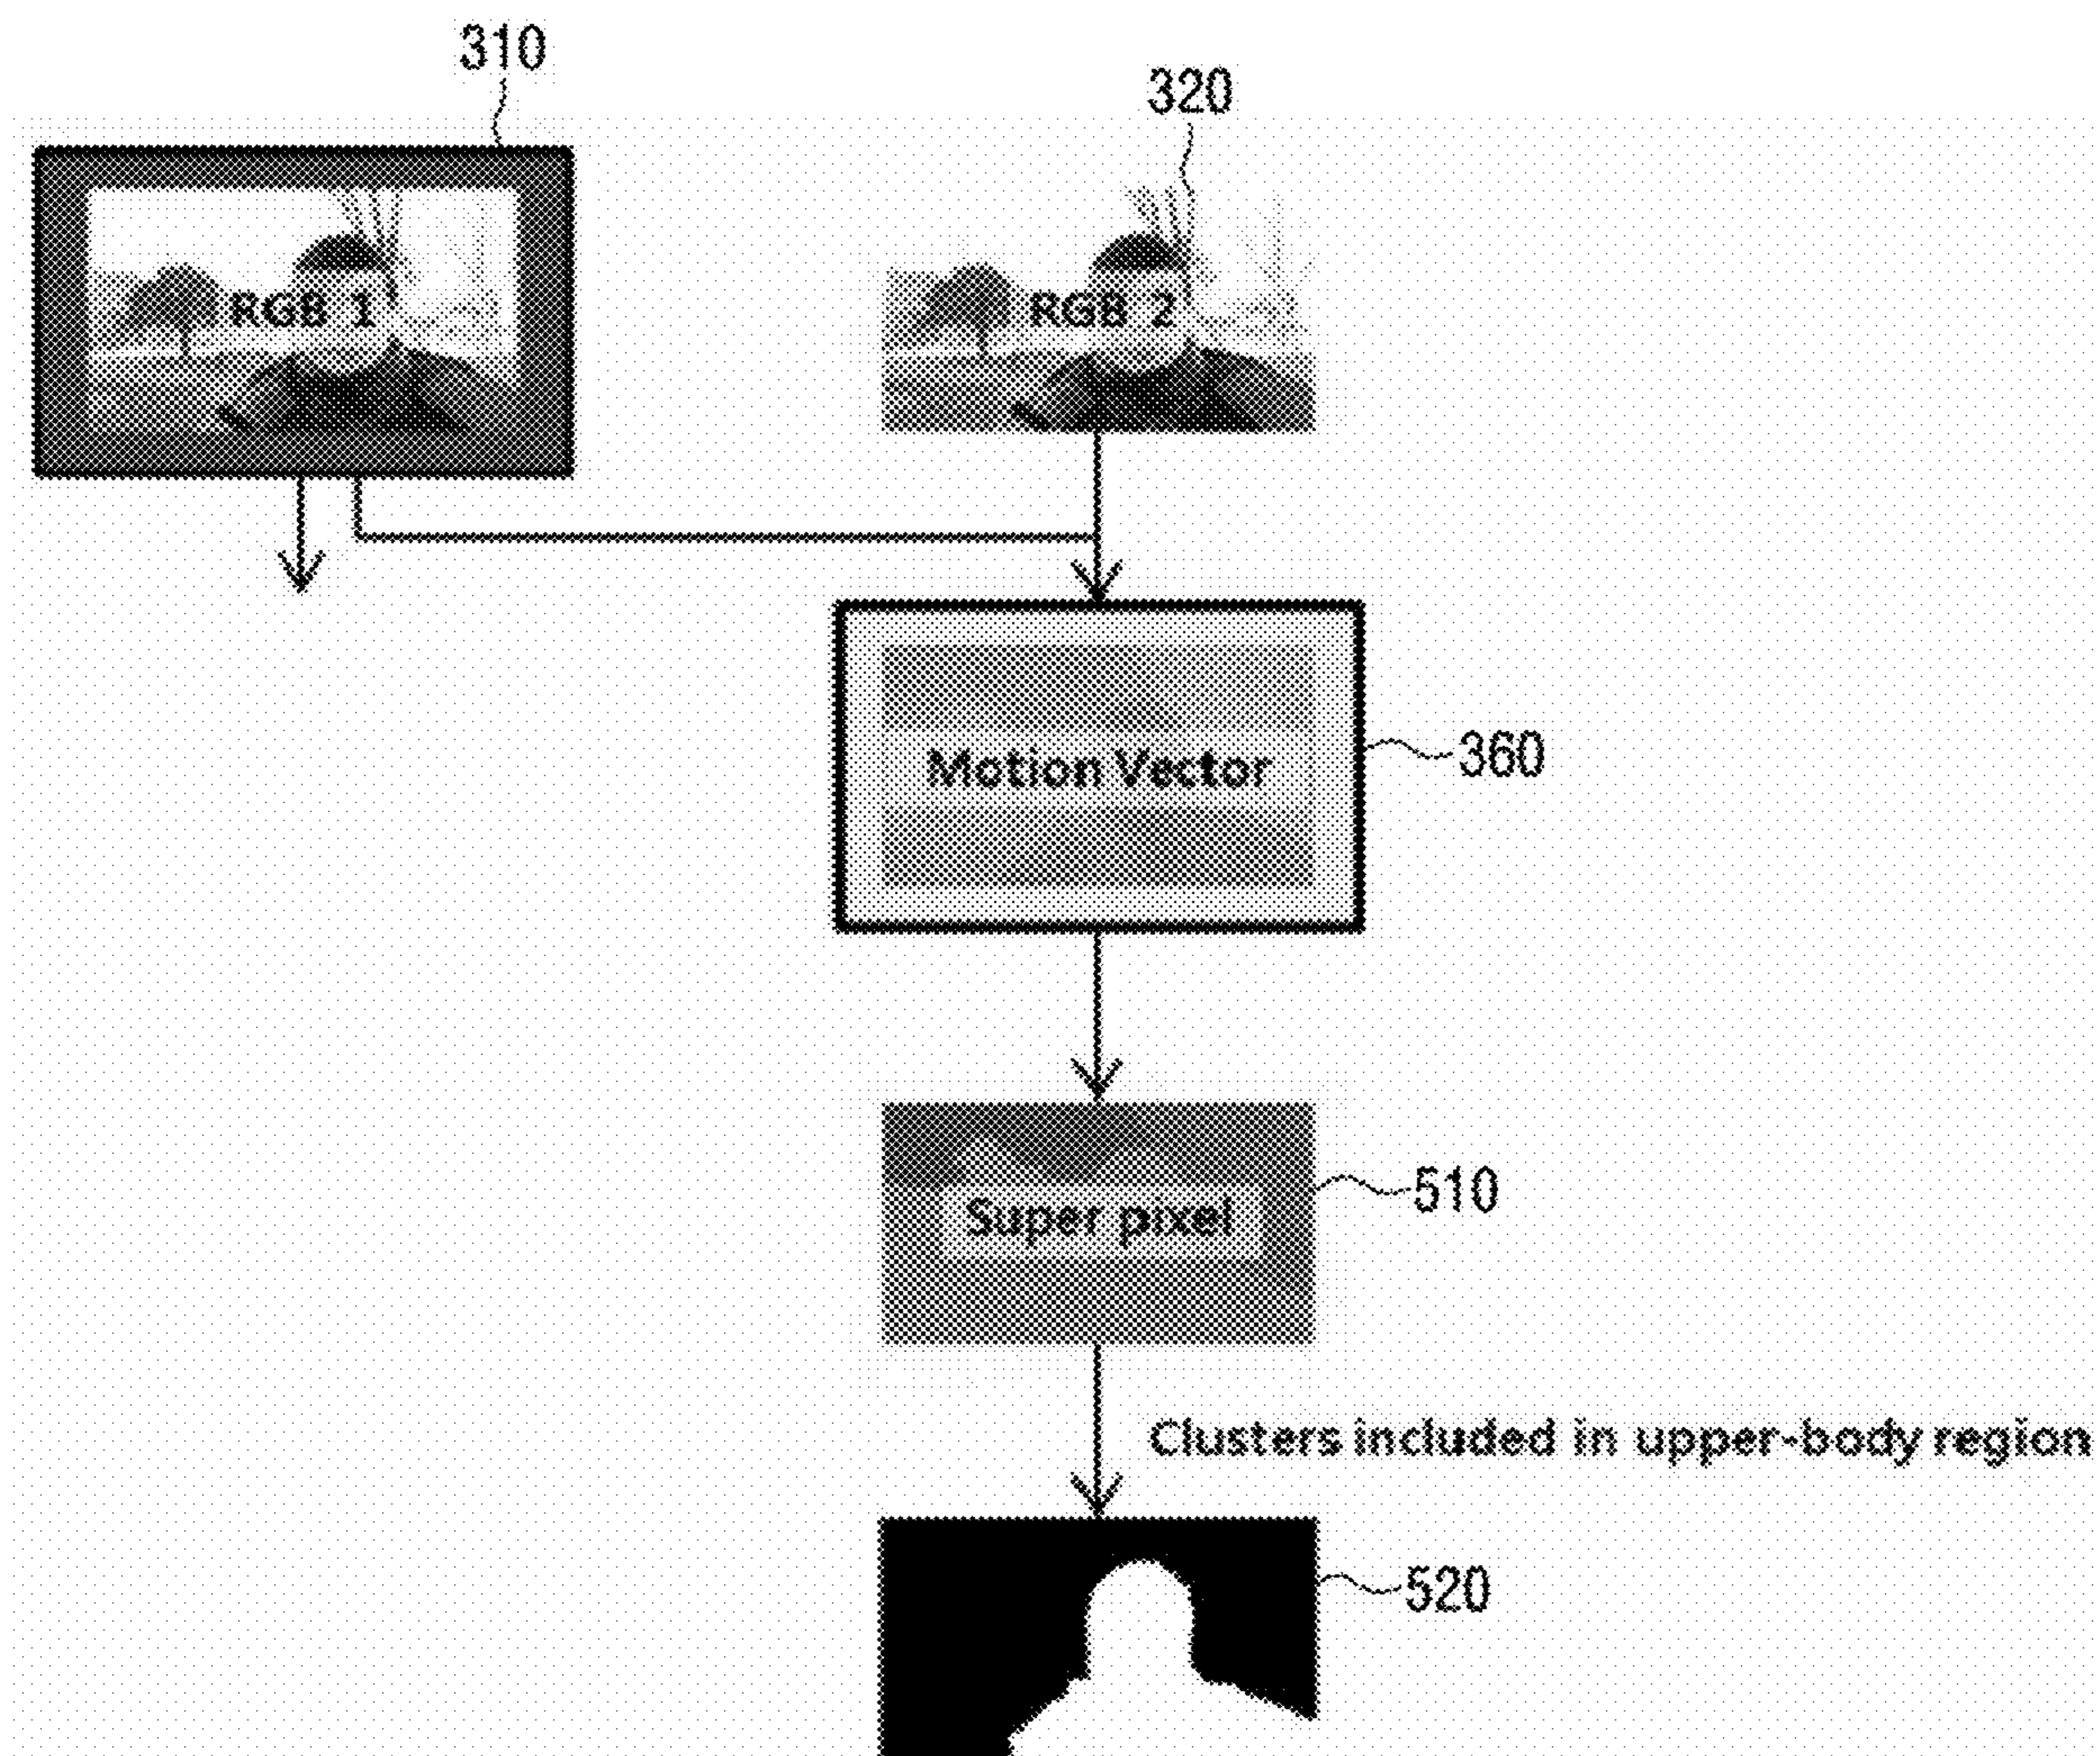 310
320
RGB 1
RGB 2
Motion Vector
360
Super pixel
510
Clusters included in upper-body region
520